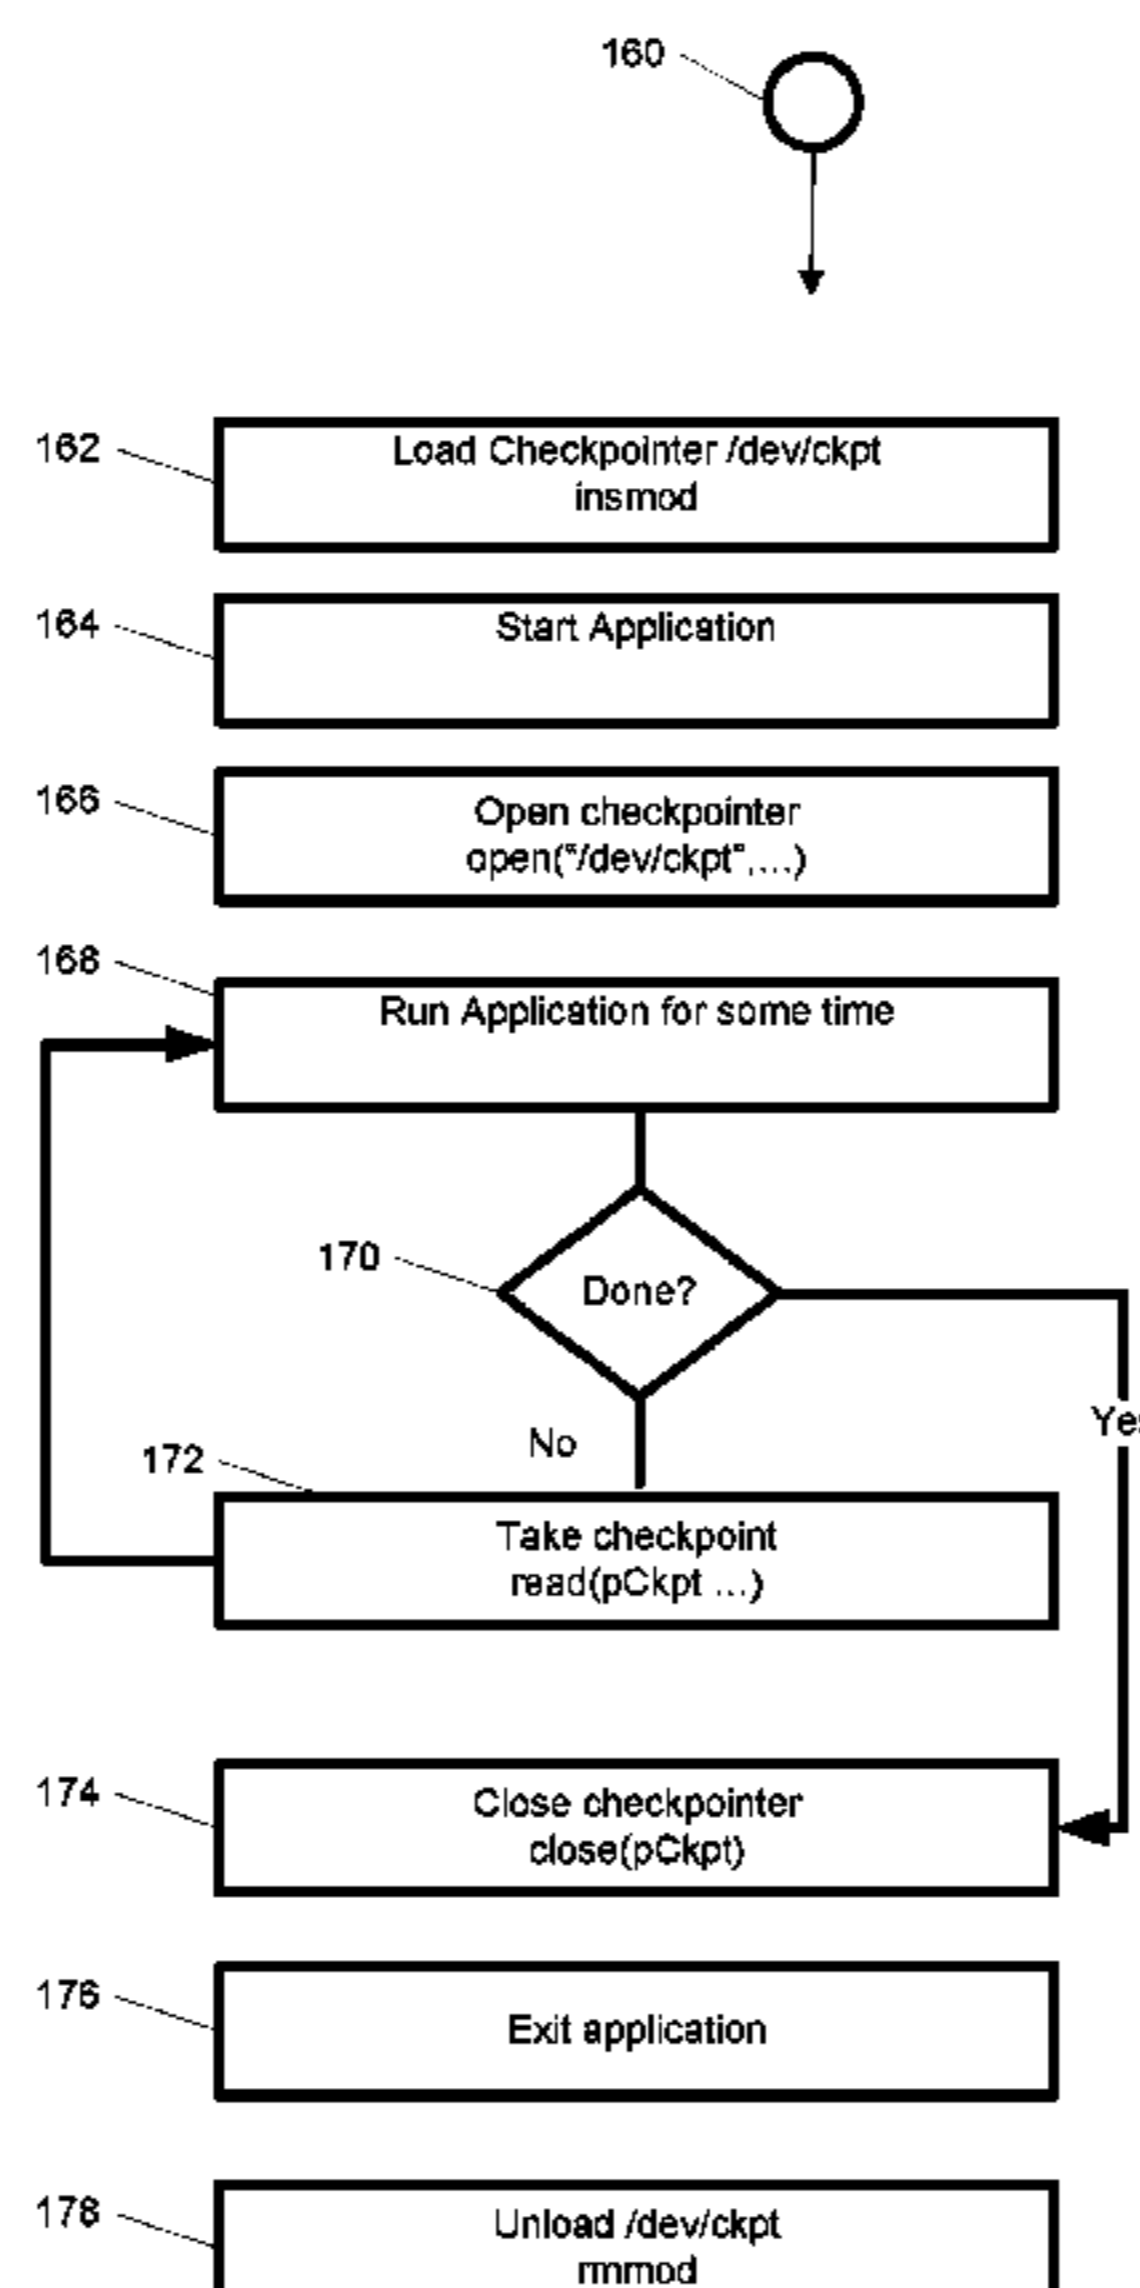 160
162
Load Checkpointer /dev/ckpt
insmod
164
Start Application
166
Open checkpointer
open("/dev/ckpt",...)
168
Run Application for some time
170
Done?
No
172
Take checkpoint
read(pCkpt ...)
174
Close checkpointer
close(pCkpt)
176
Exit application
178
Unload /dev/ckpt
rmmod